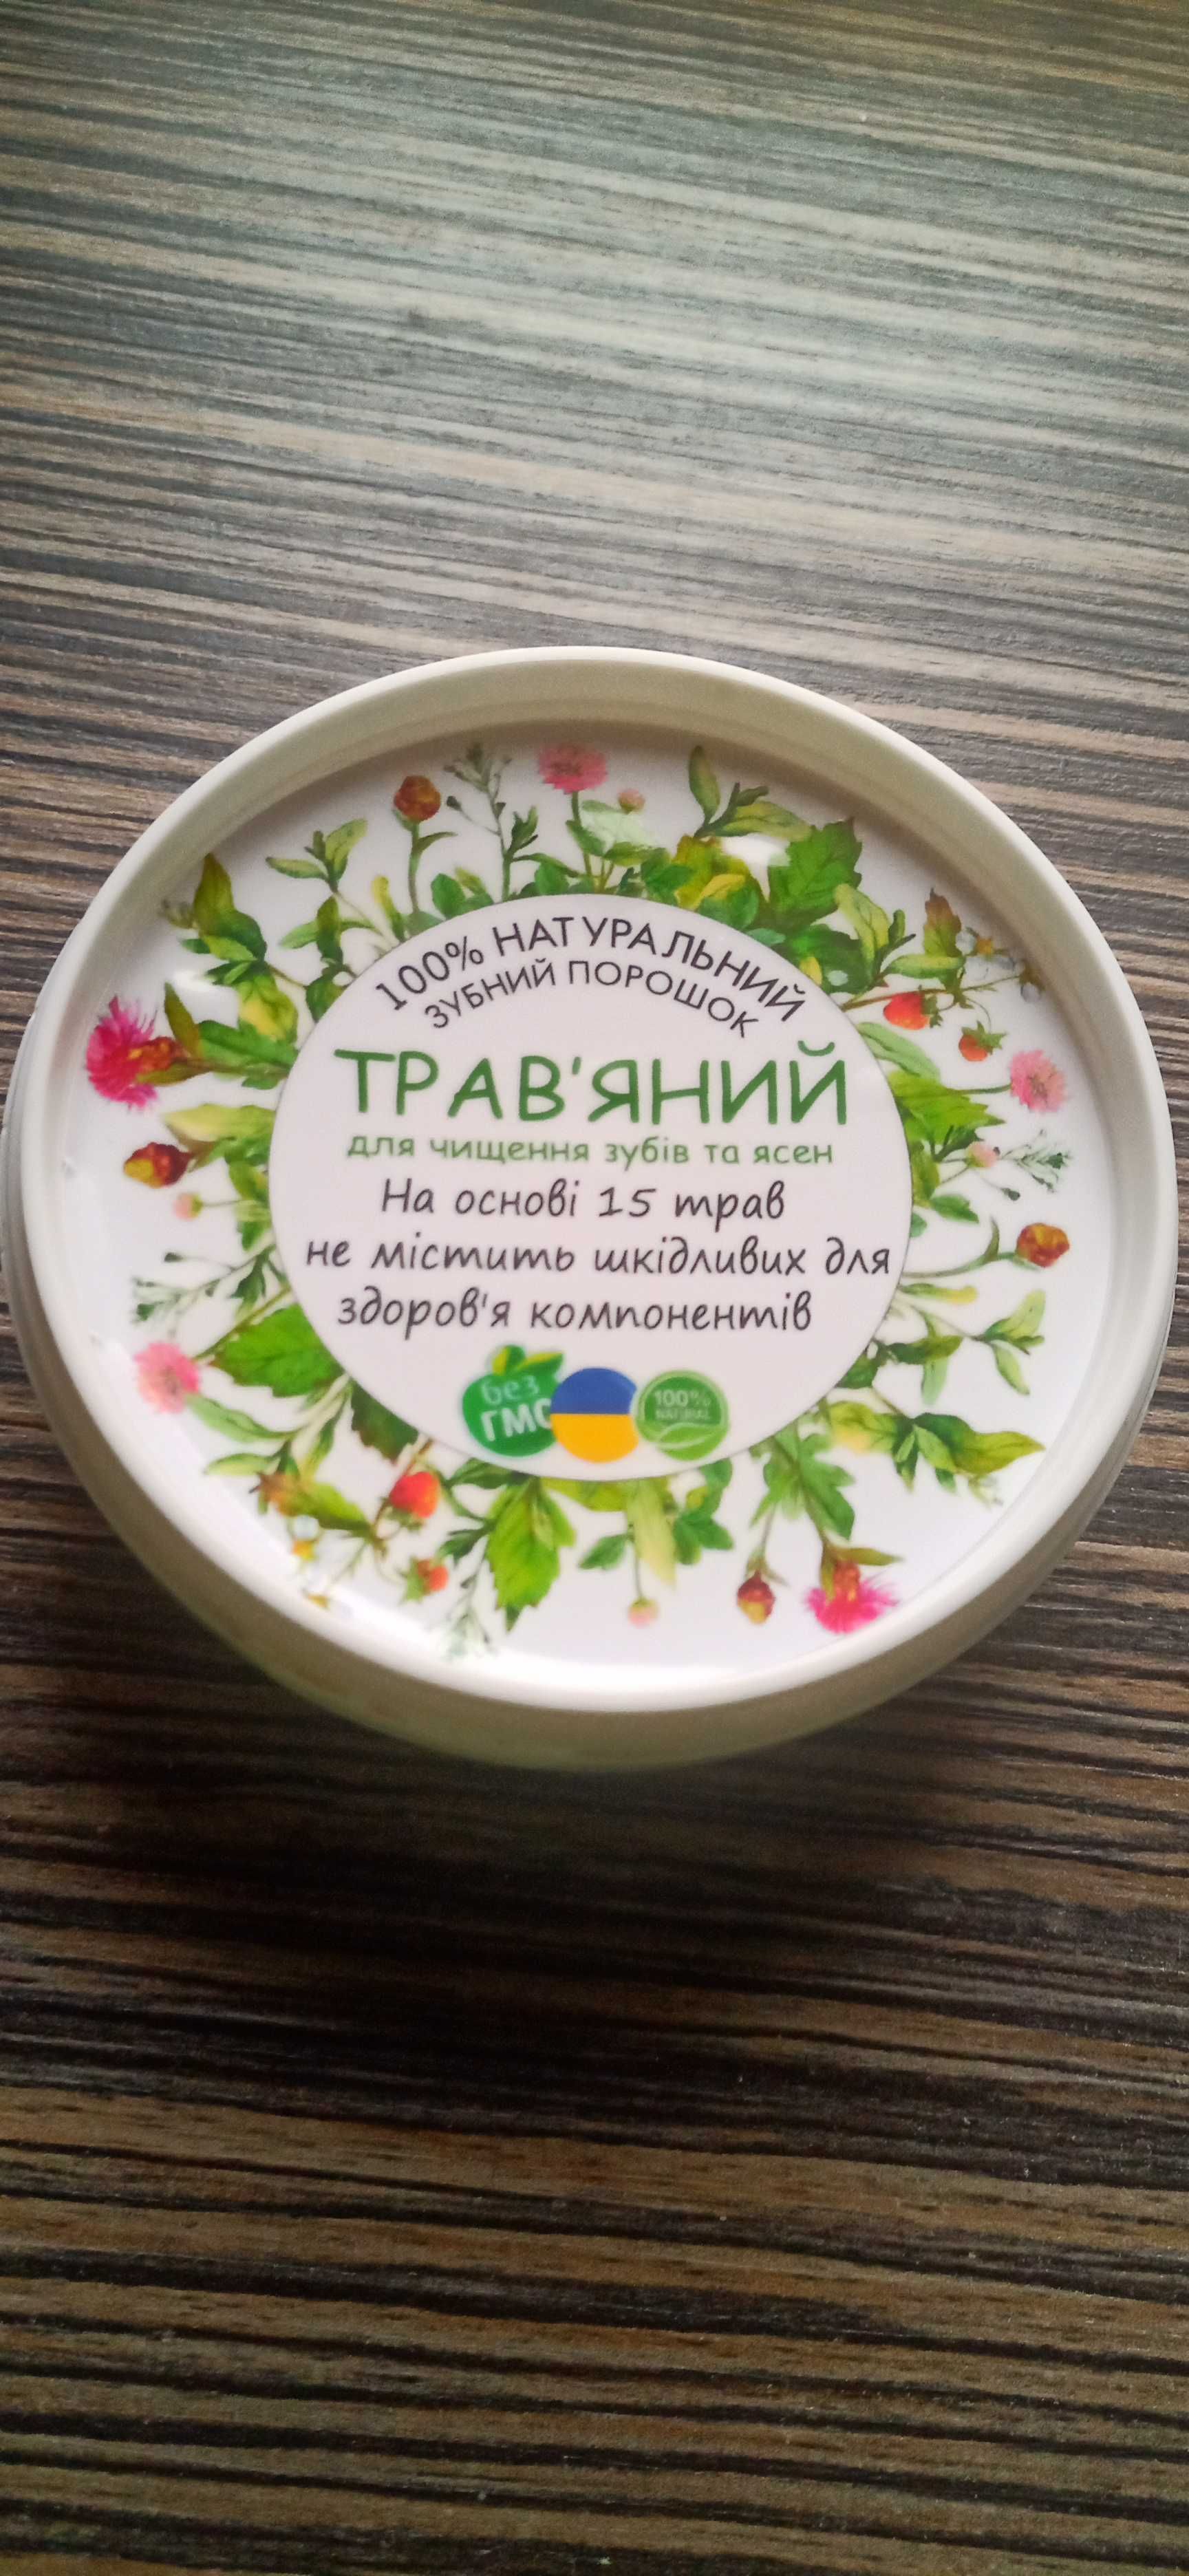 100% НАТУРАЛЬНИЙ
ЗУБНИЙ ПОРОШОК
ТРАВ'ЯНИЙ
для чищення зубів та ясен
На основі 15 трав
не містить шкідливих для
здоров'я компонентів
без
ГМО
100%
NATURAL